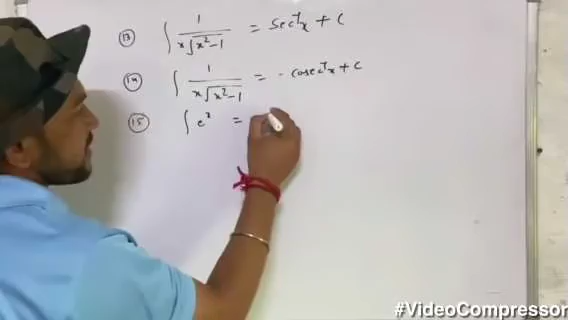 13 ∫ 1/(x√(x²-1)) = sec⁻¹x + c
14 ∫ 1/(x√(x²-1)) = - cosec⁻¹x + c
15 ∫ eˣ =
#VideoCompressor